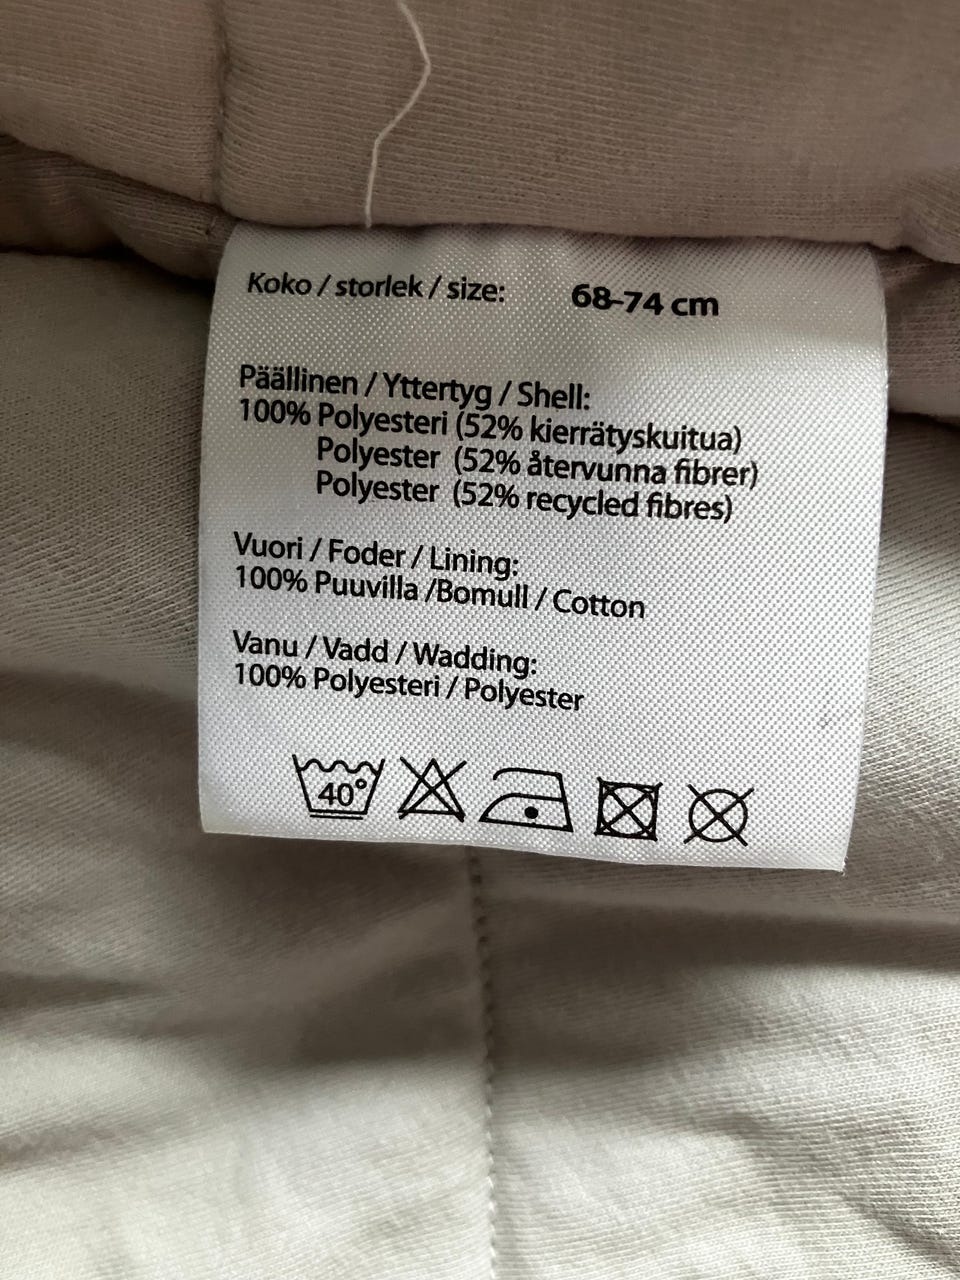 Koko / storlek / size: 68-74 cm
Päällinen / Yttertyg / Shell:
100% Polyesteri (52% kierrätyskuitua)
Polyester (52% återvunna fibrer)
Polyester (52% recycled fibres)
Vuori / Foder / Lining:
100% Puuvilla /Bomull / Cotton
Vanu / Vadd / Wadding:
100% Polyesteri / Polyester
40°